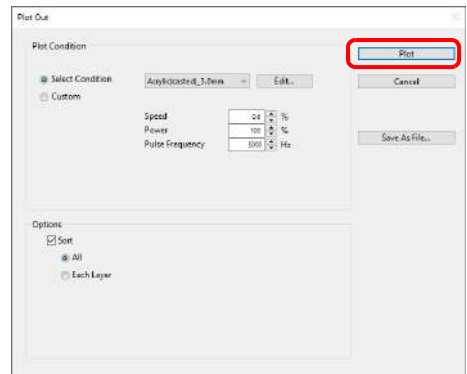 Plot Out
Plot Condition
Plot
Select Condition
Acrylic(casted)_3.0mm
Edit...
Cancel
Custom
Speed
%
Power
100 %
Pulse Frequency
5000 Hz
Save As File...
Options
Sort
All
Each Layer